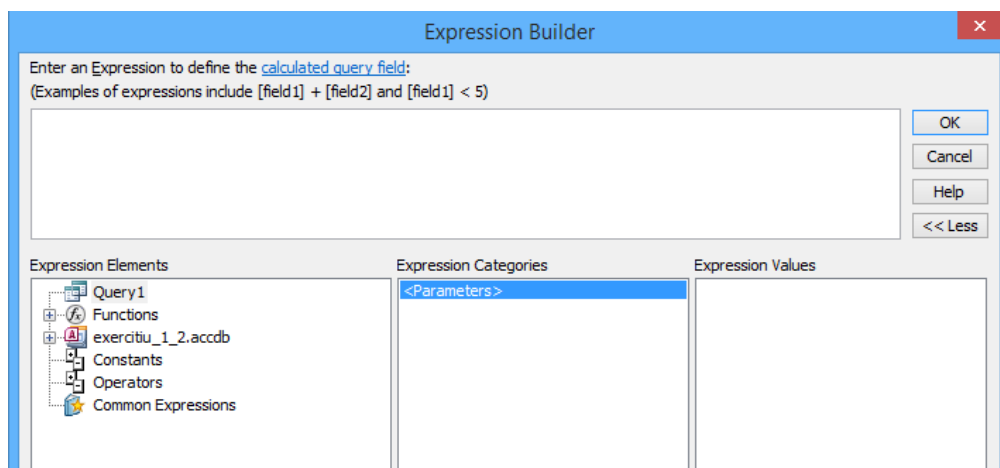 Expression Builder
Enter an Expression to define the calculated query field:
(Examples of expressions include [field1] + [field2] and [field1] < 5)
OK
Cancel
Help
<< Less
Expression Elements
Expression Categories
Expression Values
Query1
Functions
exercitiu_1_2.accdb
Constants
Operators
Common Expressions
<Parameters>